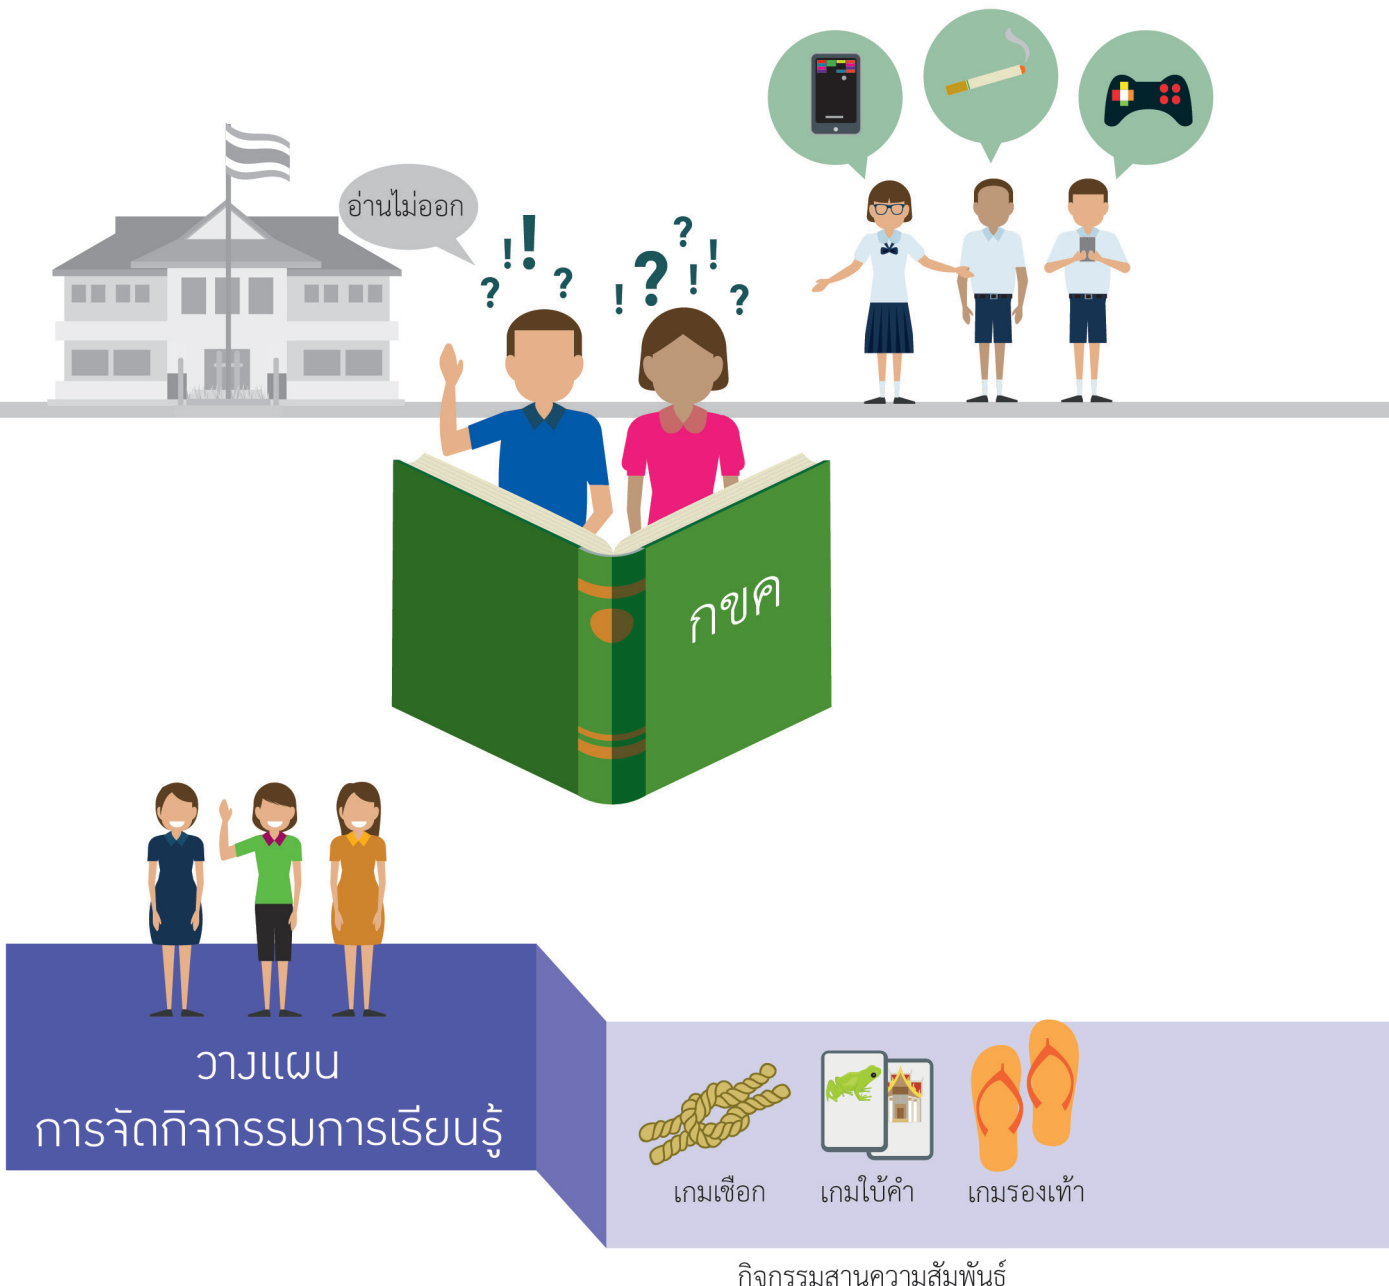 อ่านไม่ออก
กขค
วางแผน
การจัดกิจกรรมการเรียนรู้
เกมเชือก
เกมใบ้คำ
เกมรองเท้า
กิจกรรมสานความสัมพันธ์